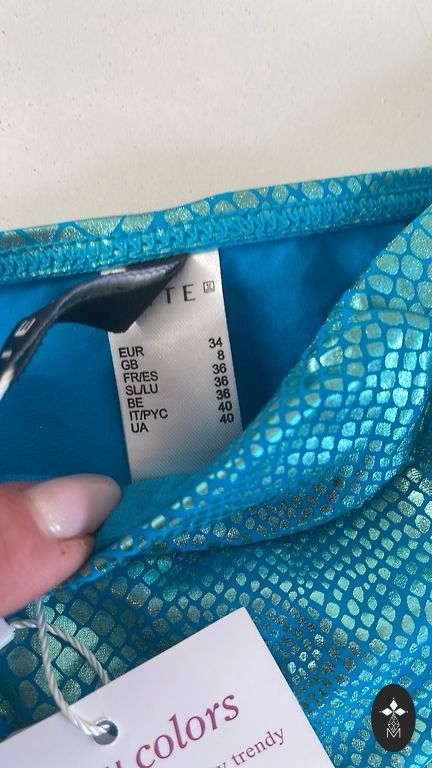 TE
EUR 34
GB 8
FR/ES 36
SL/LU 36
BE 36
IT/PYC 40
UA 40
colors
trendy